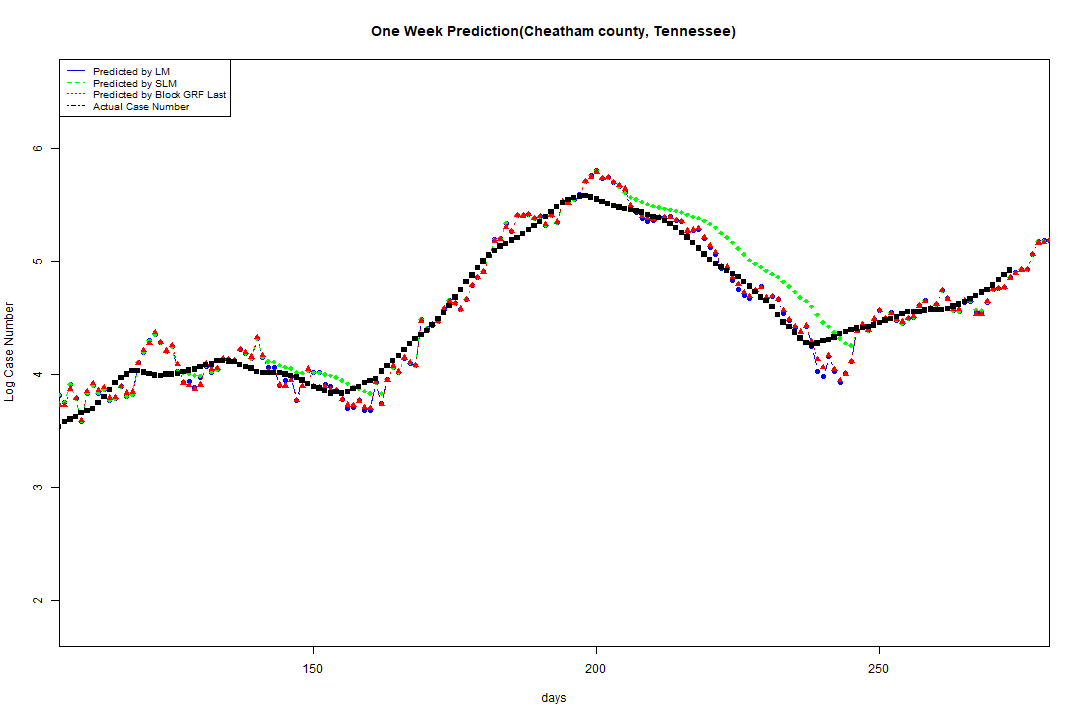 One Week Prediction(Cheatham county, Tennessee)
Predicted by LM
Predicted by SLM
Predicted by Block GRF Last
Actual Case Number
6
5
4
3
2
Log Case Number
150
200
250
days